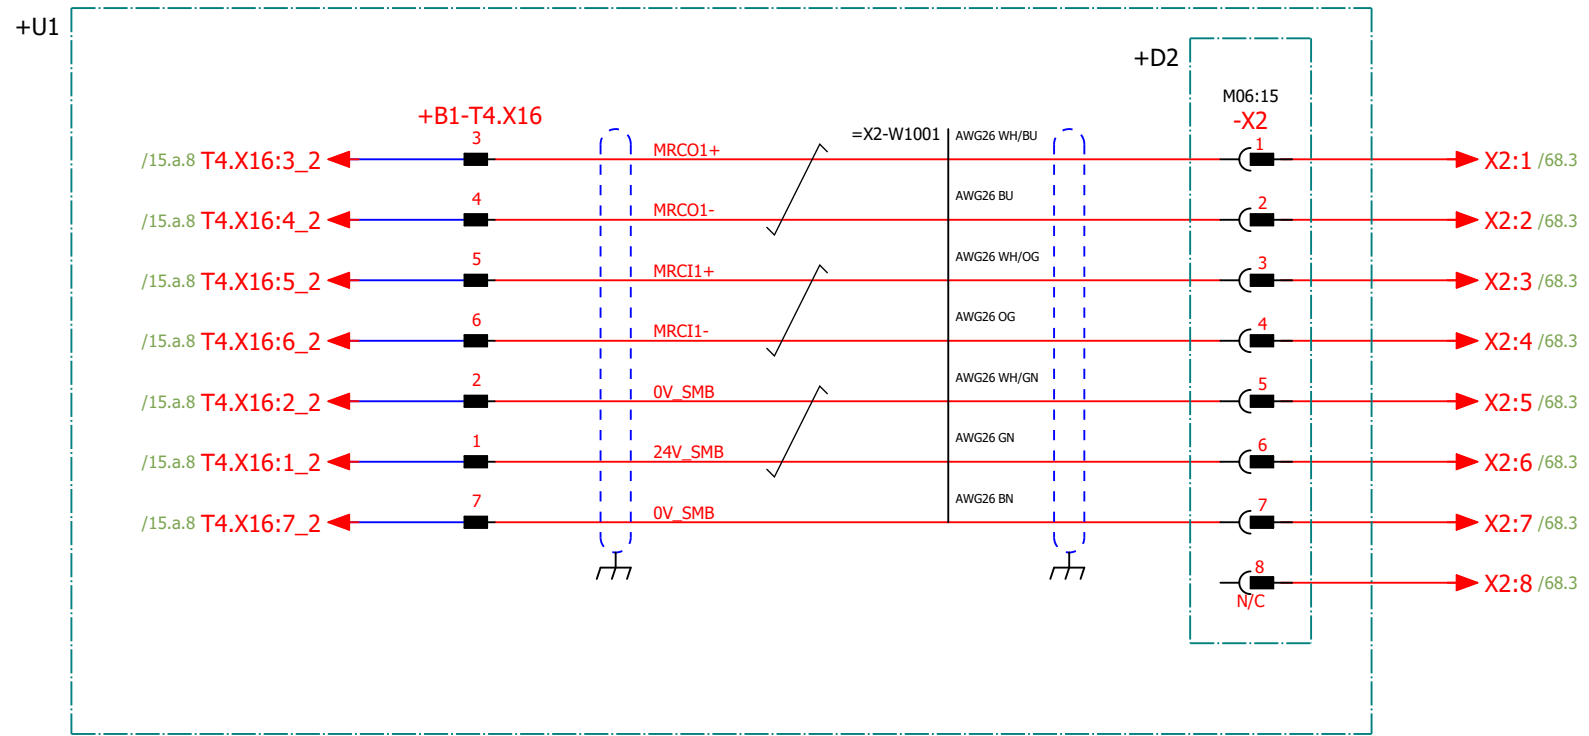 +U1
+D2
M06:15
+B1-T4.X16
-X2
=X2-W1001
/15.a.8 T4.X16:3_2 3 MRCO1+ AWG26 WH/BU 1 X2:1 /68.3
/15.a.8 T4.X16:4_2 4 MRCO1- AWG26 BU 2 X2:2 /68.3
/15.a.8 T4.X16:5_2 5 MRCI1+ AWG26 WH/OG 3 X2:3 /68.3
/15.a.8 T4.X16:6_2 6 MRCI1- AWG26 OG 4 X2:4 /68.3
/15.a.8 T4.X16:2_2 2 0V_SMB AWG26 WH/GN 5 X2:5 /68.3
/15.a.8 T4.X16:1_2 1 24V_SMB AWG26 GN 6 X2:6 /68.3
/15.a.8 T4.X16:7_2 7 0V_SMB AWG26 BN 7 X2:7 /68.3
8 X2:8 /68.3
N/C